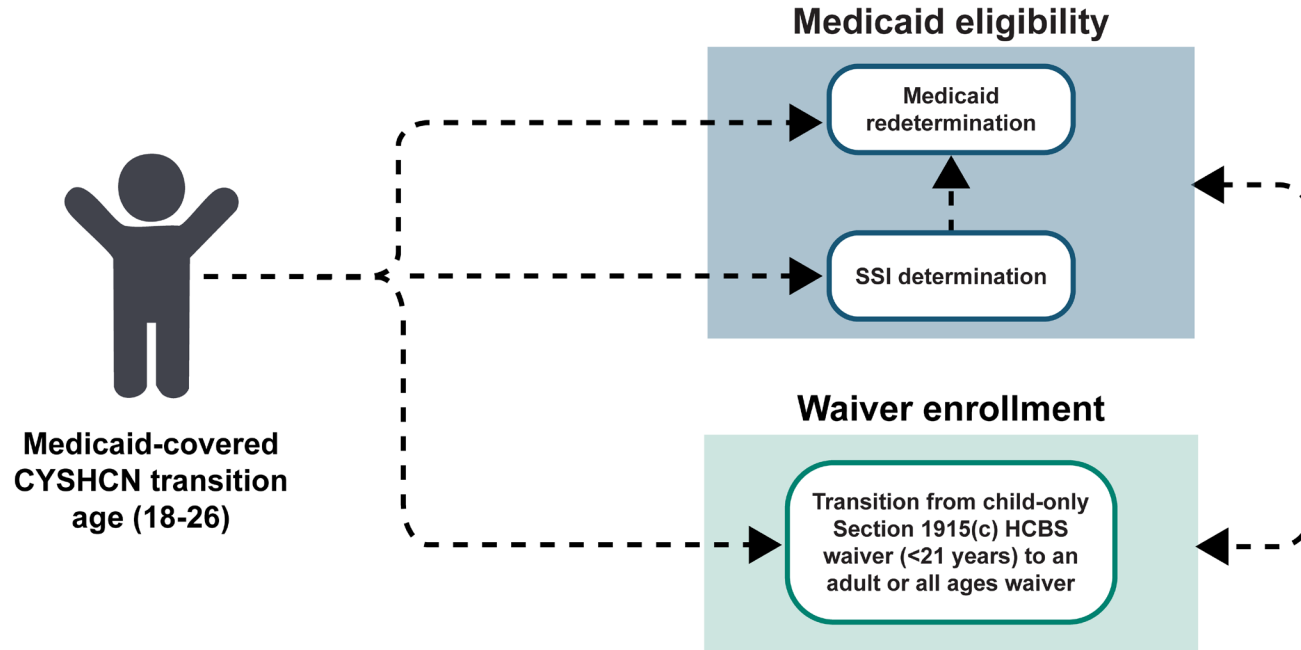 Medicaid eligibility
Medicaid
redetermination
SSI determination
Medicaid-covered
CYSHCN transition
age (18-26)
Waiver enrollment
Transition from child-only
Section 1915(c) HCBS
waiver (<21 years) to an
adult or all ages waiver